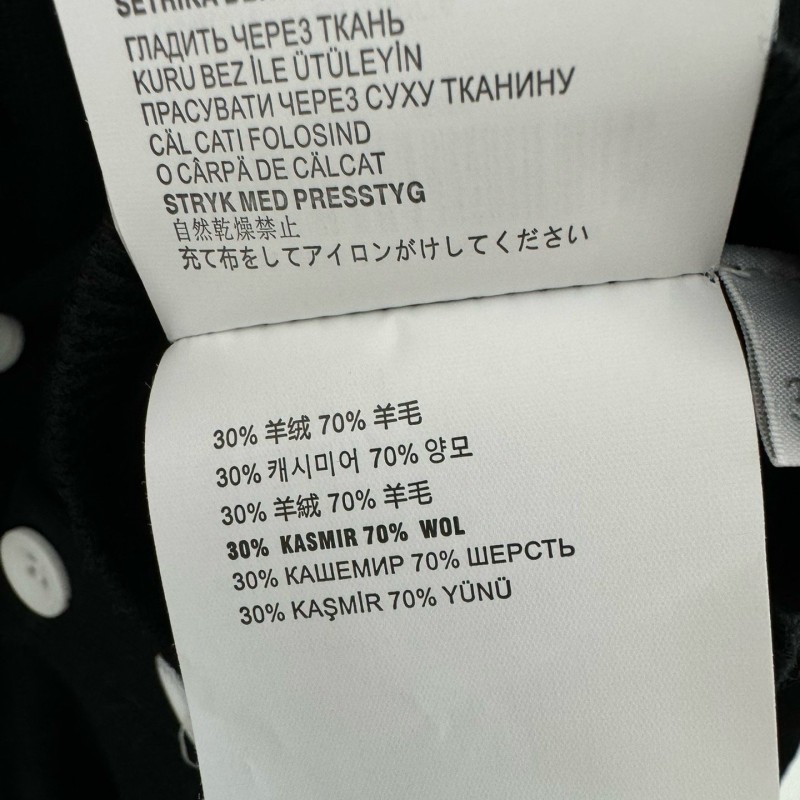 ГЛАДИТЬ ЧЕРЕЗ ТКАНЬ
KURU BEZ İLE ÜTÜLEYİN
ПРАСУВАТИ ЧЕРЕЗ СУХУ ТКАНИНУ
CĂLCATI FOLOSIND
O CÂRPĂ DE CĂLCAT
STRYK MED PRESSTYG
自然乾燥禁止
充て布をしてアイロンがけしてください
30% 羊绒 70% 羊毛
30% 캐시미어 70% 양모
30% 羊絨 70% 羊毛
30% KASMIR 70% WOL
30% КАШЕМИР 70% ШЕРСТЬ
30% KAŞMİR 70% YÜNÜ